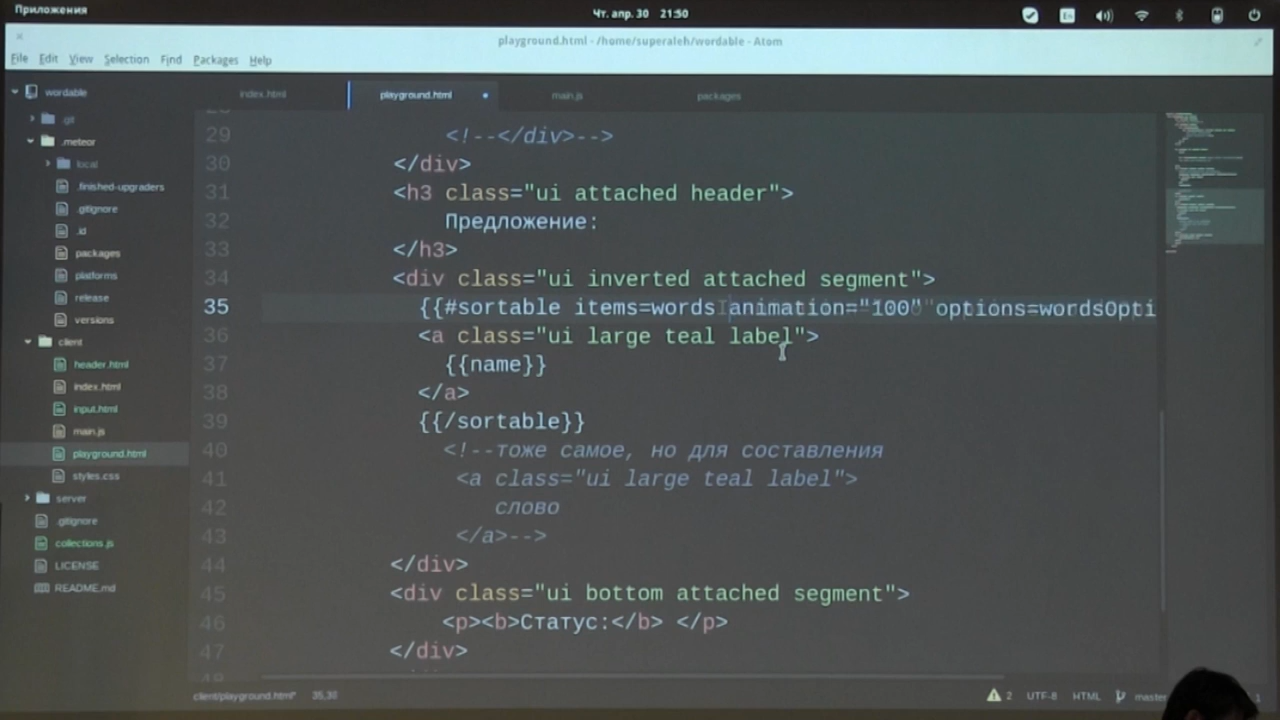 Приложения
Чт. апр. 30 21:50
En
playground.html - /home/superaleh/wordable - Atom
File Edit View Selection Find Packages Help
wordable
.git
.meteor
local
.finished-upgraders
.gitignore
.id
packages
platforms
release
versions
client
header.html
index.html
input.html
main.js
playground.html
styles.css
server
.gitignore
collections.js
LICENSE
README.md
index.html playground.html main.js packages
29 <!--</div>-->
30 </div>
31 <h3 class="ui attached header">
32 Предложение:
33 </h3>
34 <div class="ui inverted attached segment">
35 {{#sortable items=words animation="100" options=wordsOpti
36 <a class="ui large teal label">
37 {{name}}
38 </a>
39 {{/sortable}}
40 <!--тоже самое, но для составления
41 <a class="ui large teal label">
42 слово
43 </a>-->
44 </div>
45 <div class="ui bottom attached segment">
46 <p><b>Статус:</b> </p>
47 </div>
48
client/playground.html* 35,38 2 UTF-8 HTML master 1